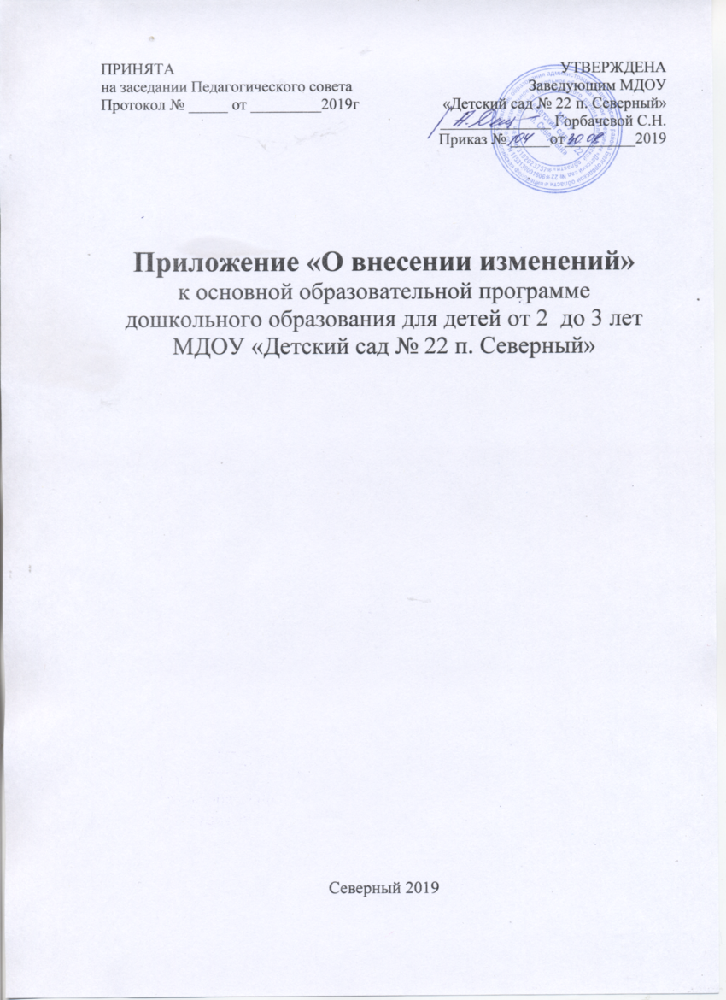 ПРИНЯТА
на заседании Педагогического совета
Протокол № _____ от _________2019г
УТВЕРЖДЕНА
Заведующим МДОУ
«Детский сад № 22 п. Северный»
Горбачевой С.Н.
Приказ № 104 от 30.08 2019
Приложение «О внесении изменений»
к основной образовательной программе
дошкольного образования для детей от 2 до 3 лет
МДОУ «Детский сад № 22 п. Северный»
Северный 2019